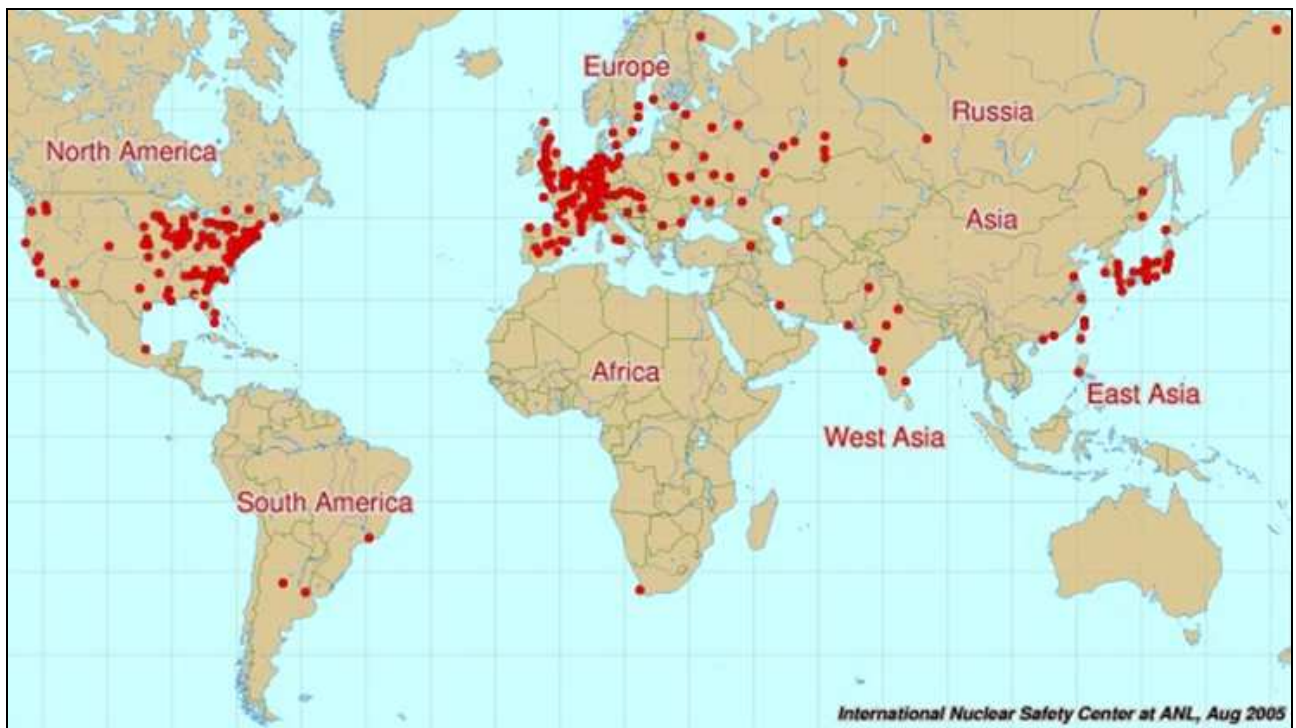 Europe
Russia
North America
Asia
Africa
East Asia
West Asia
South America
International Nuclear Safety Center at ANL, Aug 2005